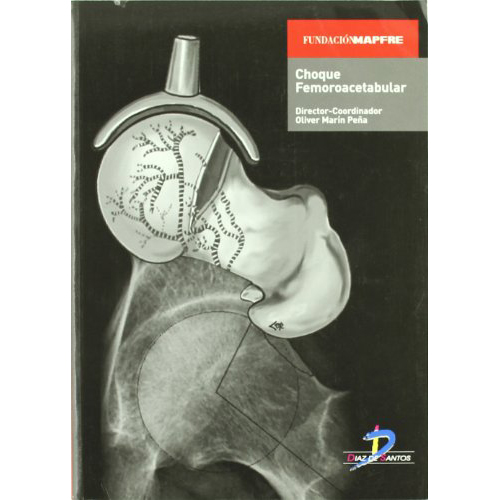 FUNDACIÓNMAPFRE
Choque
Femoroacetabular
Director-Coordinador
Oliver Marín Peña
DIAZ DE SANTOS